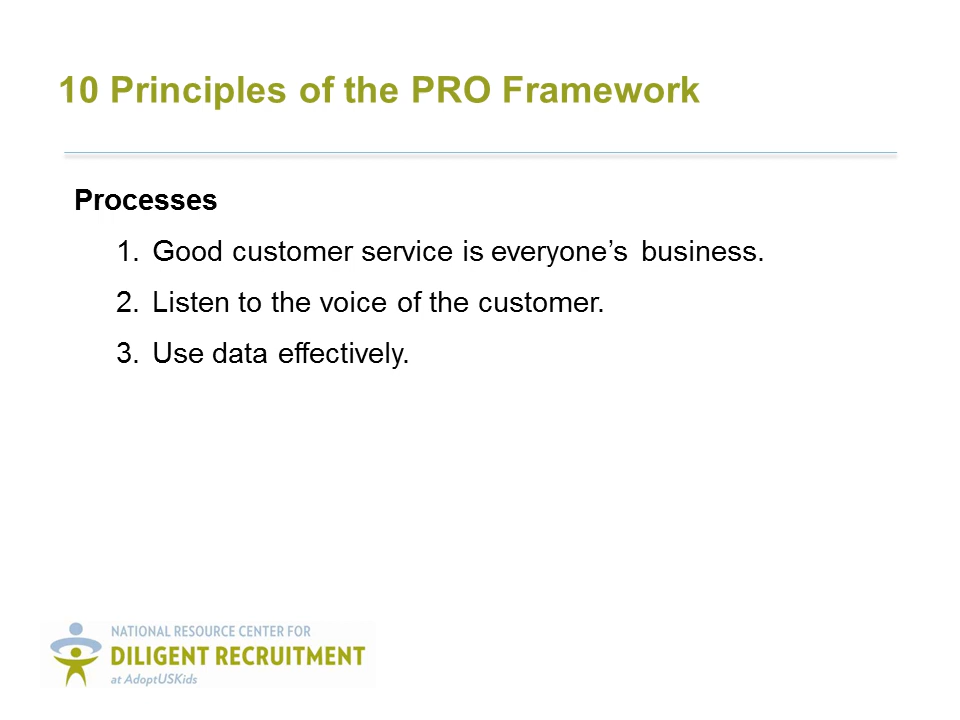 10 Principles of the PRO Framework
Processes
1. Good customer service is everyone’s business.
2. Listen to the voice of the customer.
3. Use data effectively.
NATIONAL RESOURCE CENTER FOR
DILIGENT RECRUITMENT
at AdoptUSKids